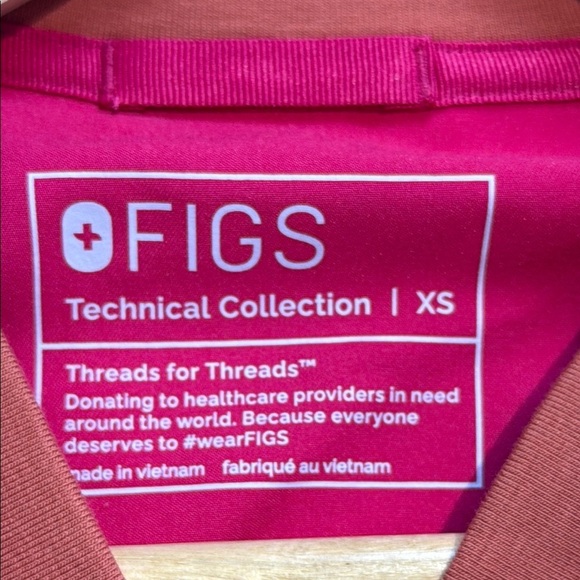 FIGS
Technical Collection | XS
Threads for Threads™
Donating to healthcare providers in need
around the world. Because everyone
deserves to #wearFIGS
made in vietnam fabriqué au vietnam